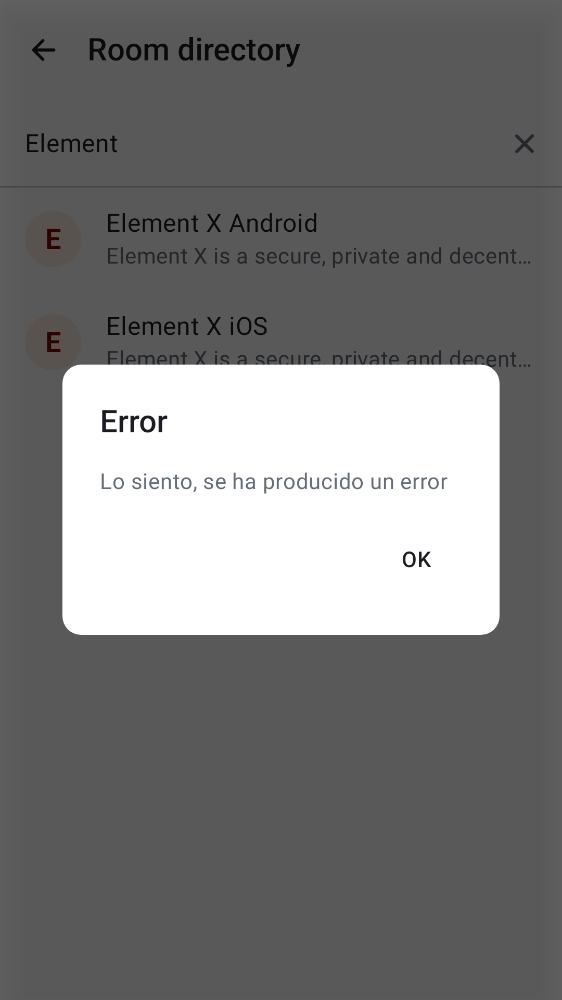 Room directory
Element
E
Element X Android
Element X is a secure, private and decent…
E
Element X iOS
Element X is a secure, private and decent…
Error
Lo siento, se ha producido un error
OK